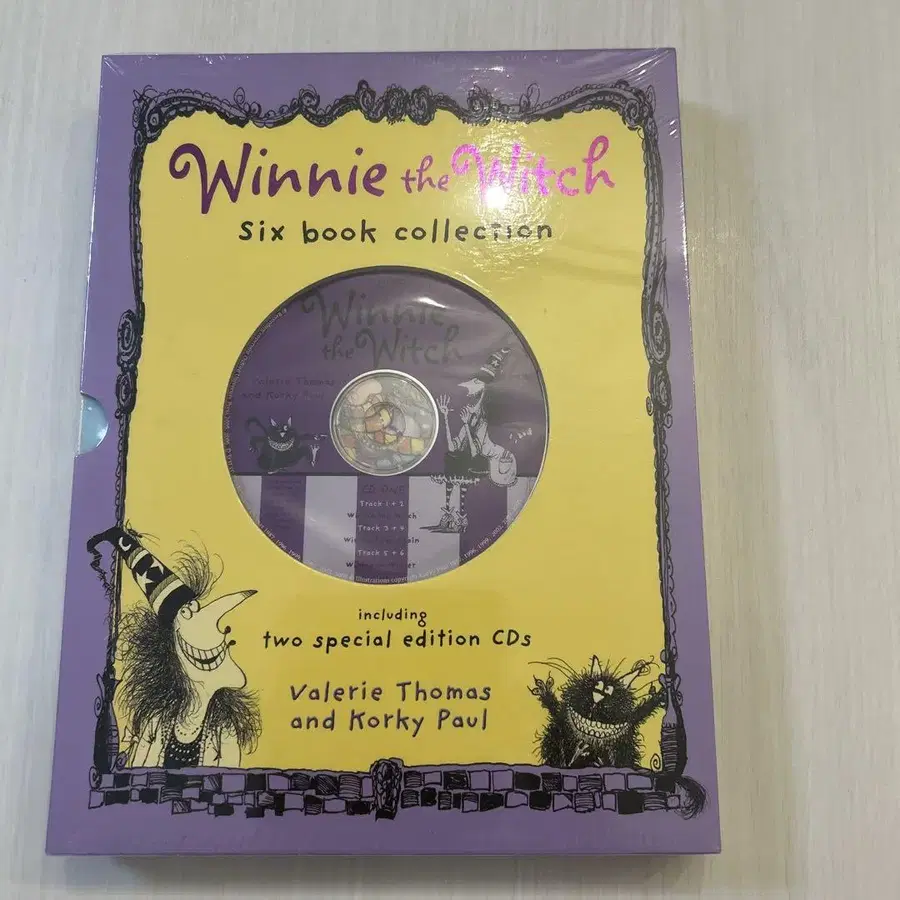 Winnie the Witch
Six book collection
Winnie
the Witch
Valerie Thomas
and Korky Paul
CD ONE
Track 1 + 2
Track 3 + 4
Track 5 + 6
including
two special edition CDs
Valerie Thomas
and Korky Paul